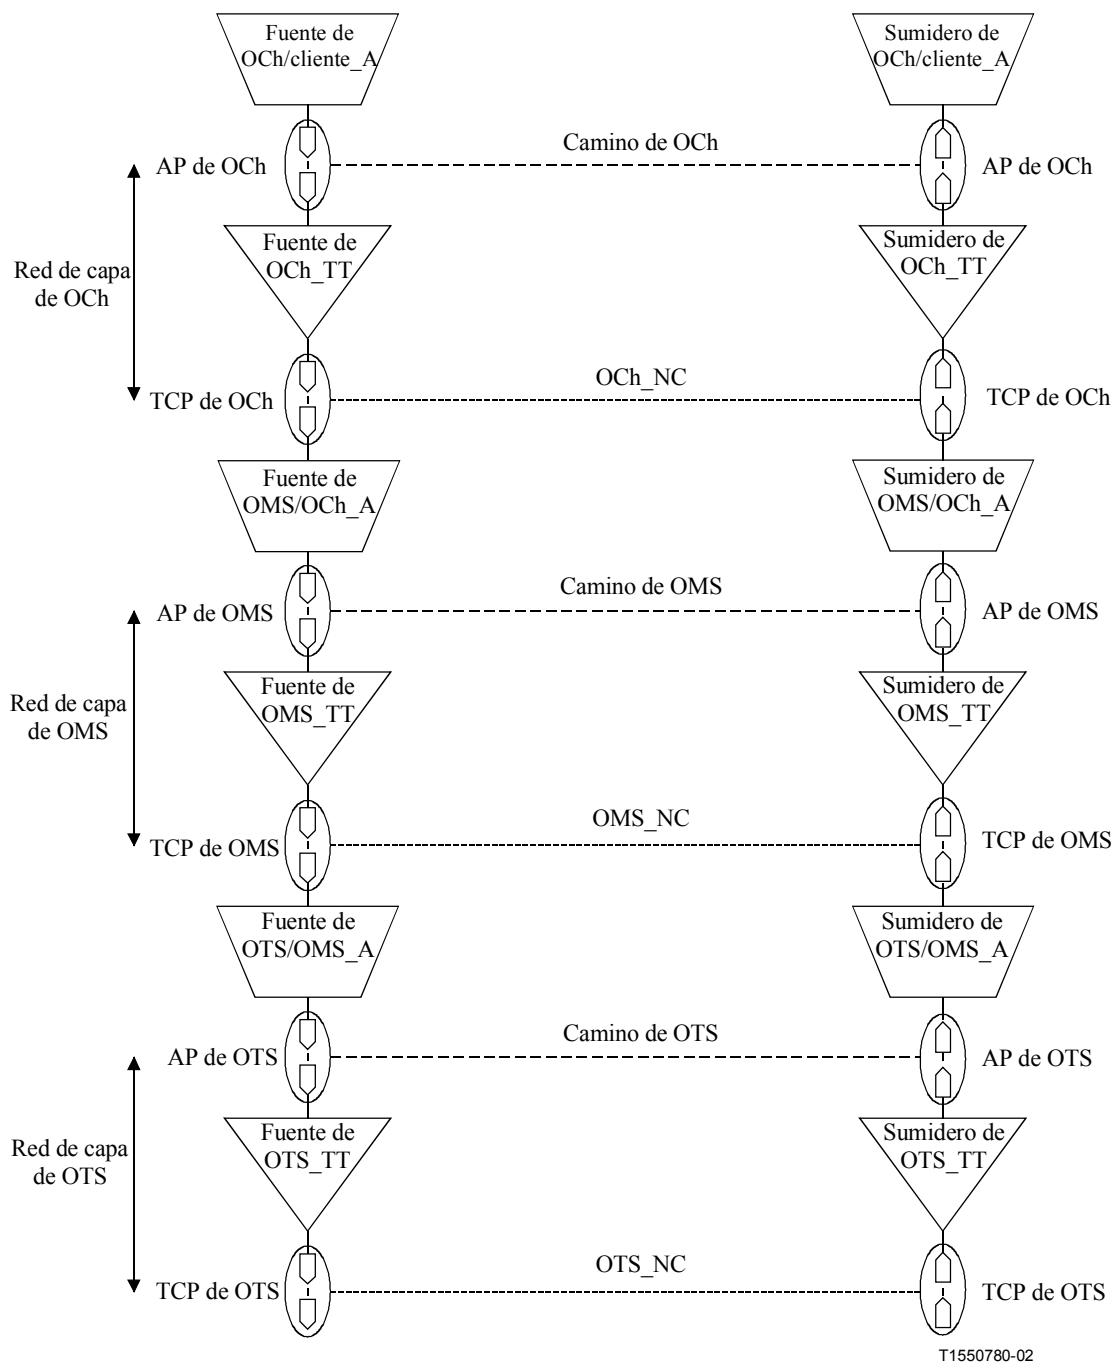 Fuente de
OCh/cliente_A
Sumidero de
OCh/cliente_A
Camino de OCh
AP de OCh
AP de OCh
Fuente de
OCh_TT
Sumidero de
OCh_TT
Red de capa
de OCh
OCh_NC
TCP de OCh
TCP de OCh
Fuente de
OMS/OCh_A
Sumidero de
OMS/OCh_A
Camino de OMS
AP de OMS
AP de OMS
Fuente de
OMS_TT
Sumidero de
OMS_TT
Red de capa
de OMS
OMS_NC
TCP de OMS
TCP de OMS
Fuente de
OTS/OMS_A
Sumidero de
OTS/OMS_A
Camino de OTS
AP de OTS
AP de OTS
Fuente de
OTS_TT
Sumidero de
OTS_TT
Red de capa
de OTS
OTS_NC
TCP de OTS
TCP de OTS
T1550780-02